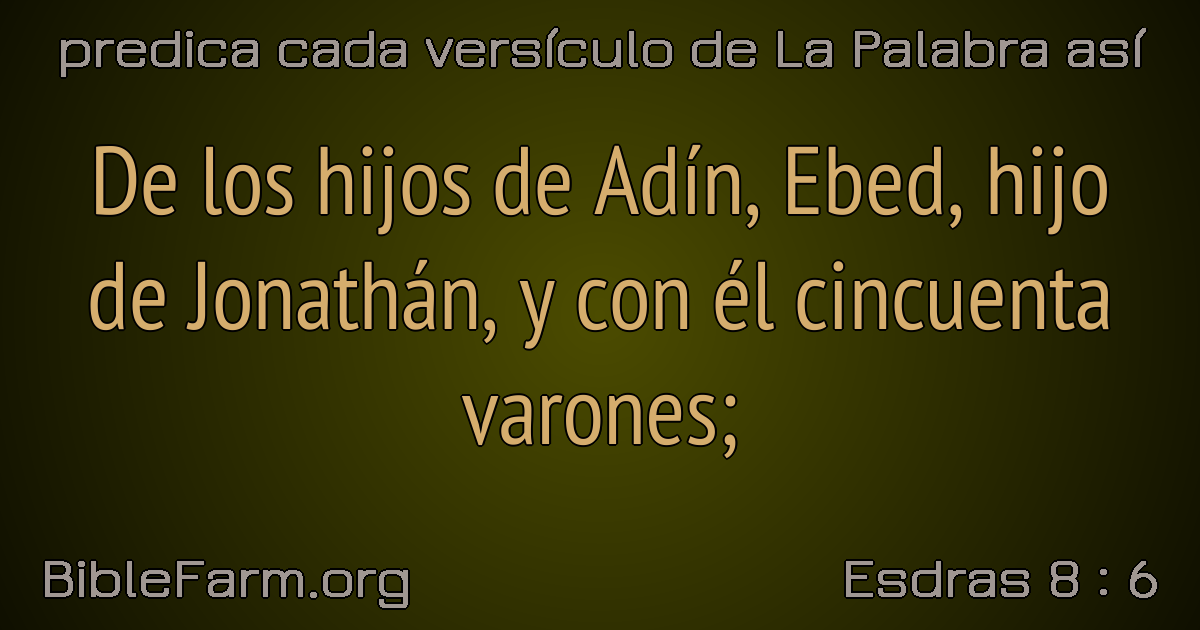 predica cada versículo de La Palabra así
De los hijos de Adín, Ebed, hijo
de Jonathán, y con él cincuenta
varones;
BibleFarm.org
Esdras 8 : 6